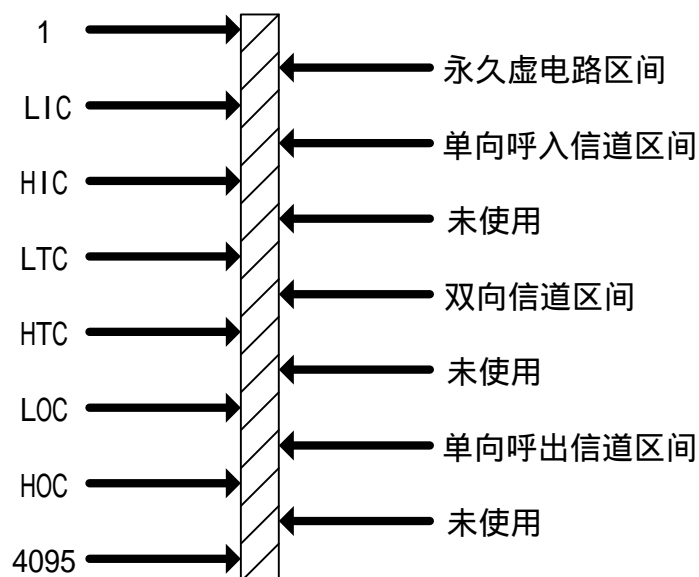 1
永久虚电路区间
LIC
单向呼入信道区间
HIC
未使用
LTC
双向信道区间
HTC
未使用
LOC
单向呼出信道区间
HOC
未使用
4095